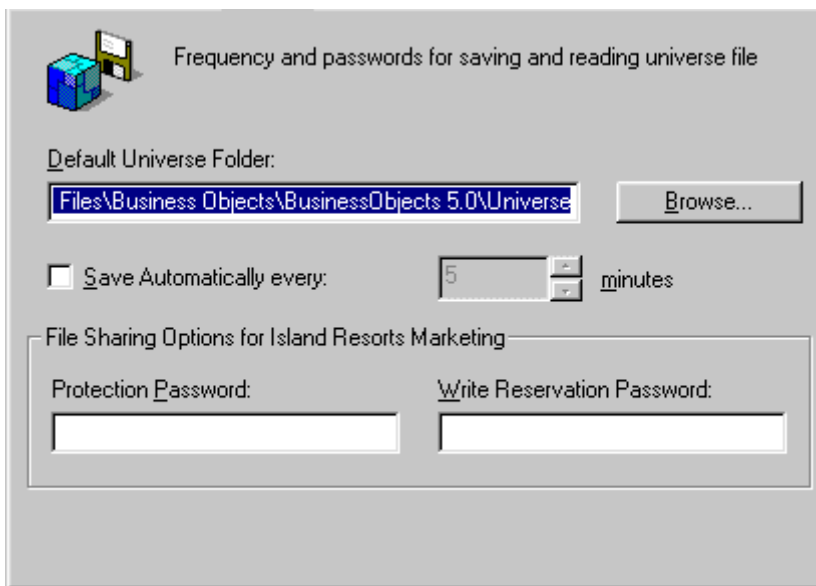 Frequency and passwords for saving and reading universe file
Default Universe Folder:
Files\Business Objects\BusinessObjects 5.0\Universe
Browse...
Save Automatically every:
5
minutes
File Sharing Options for Island Resorts Marketing
Protection Password:
Write Reservation Password: